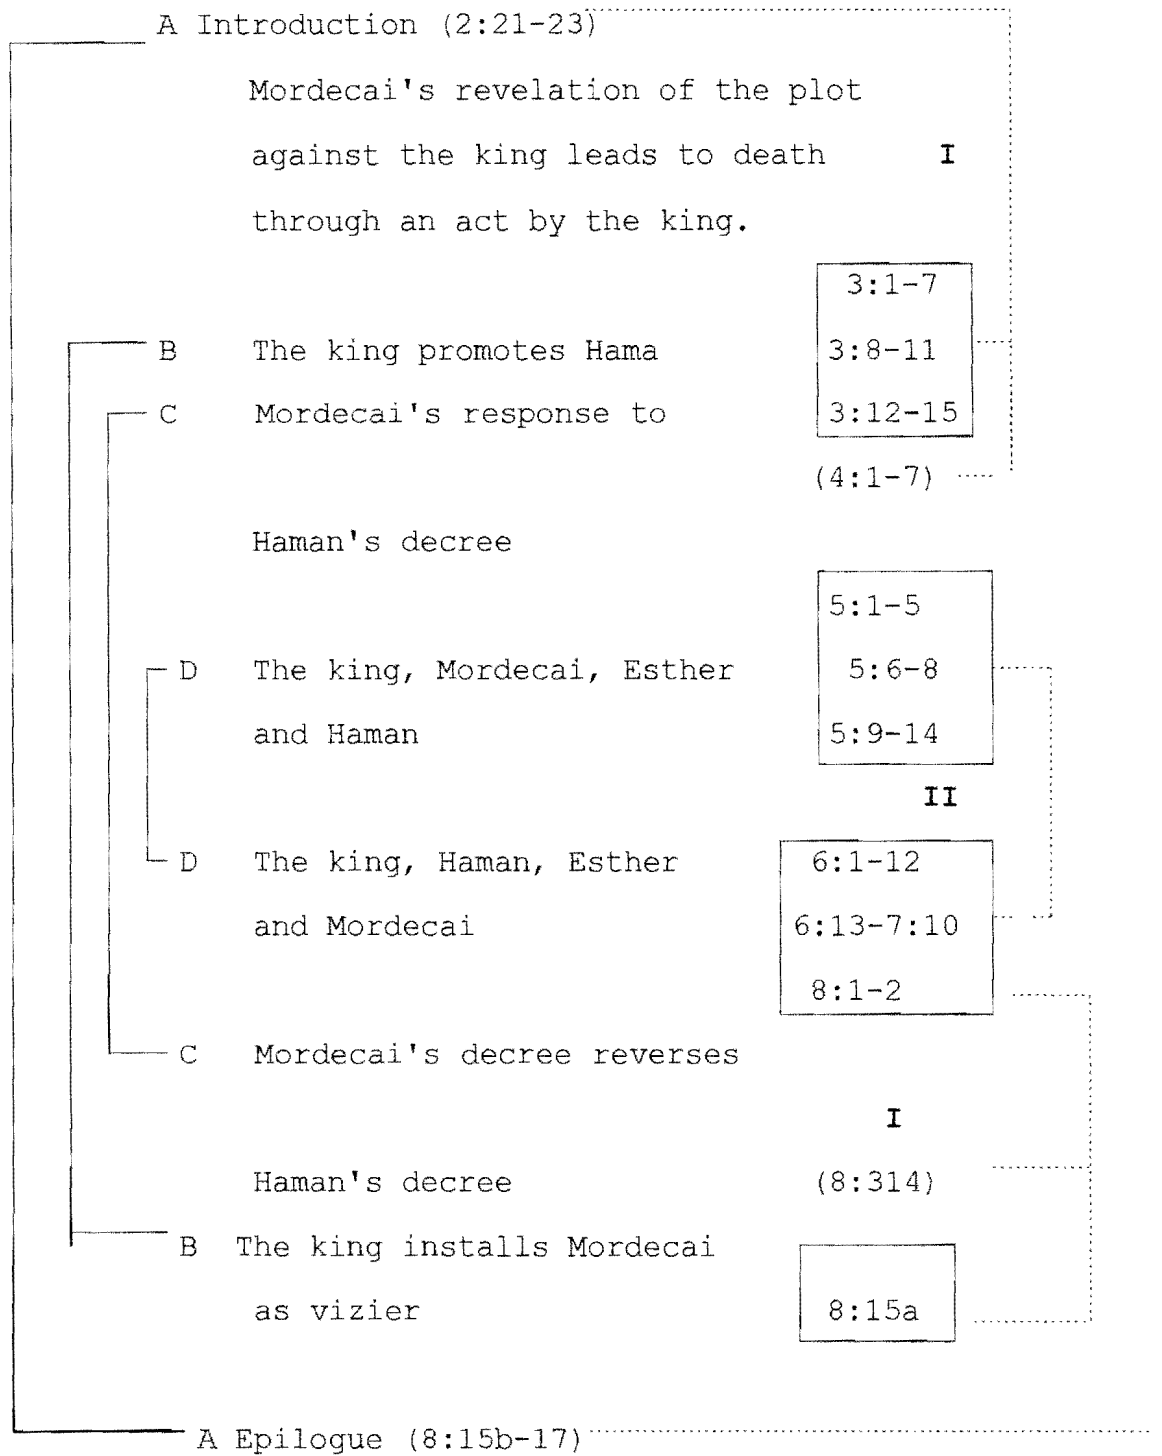 A Introduction (2:21-23)
Mordecai's revelation of the plot
against the king leads to death I
through an act by the king.
3:1-7
B The king promotes Hama 3:8-11
C Mordecai's response to 3:12-15
(4:1-7)
Haman's decree
5:1-5
D The king, Mordecai, Esther 5:6-8
and Haman 5:9-14
II
D The king, Haman, Esther 6:1-12
and Mordecai 6:13-7:10
8:1-2
C Mordecai's decree reverses
I
Haman's decree (8:314)
B The king installs Mordecai
as vizier 8:15a
A Epilogue (8:15b-17)